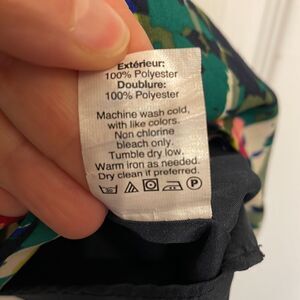 Extérieur:
100% Polyester
Doublure:
100% Polyester
Machine wash cold,
with like colors.
Non chlorine
bleach only.
Tumble dry low.
Warm iron as needed.
Dry clean if preferred.
P